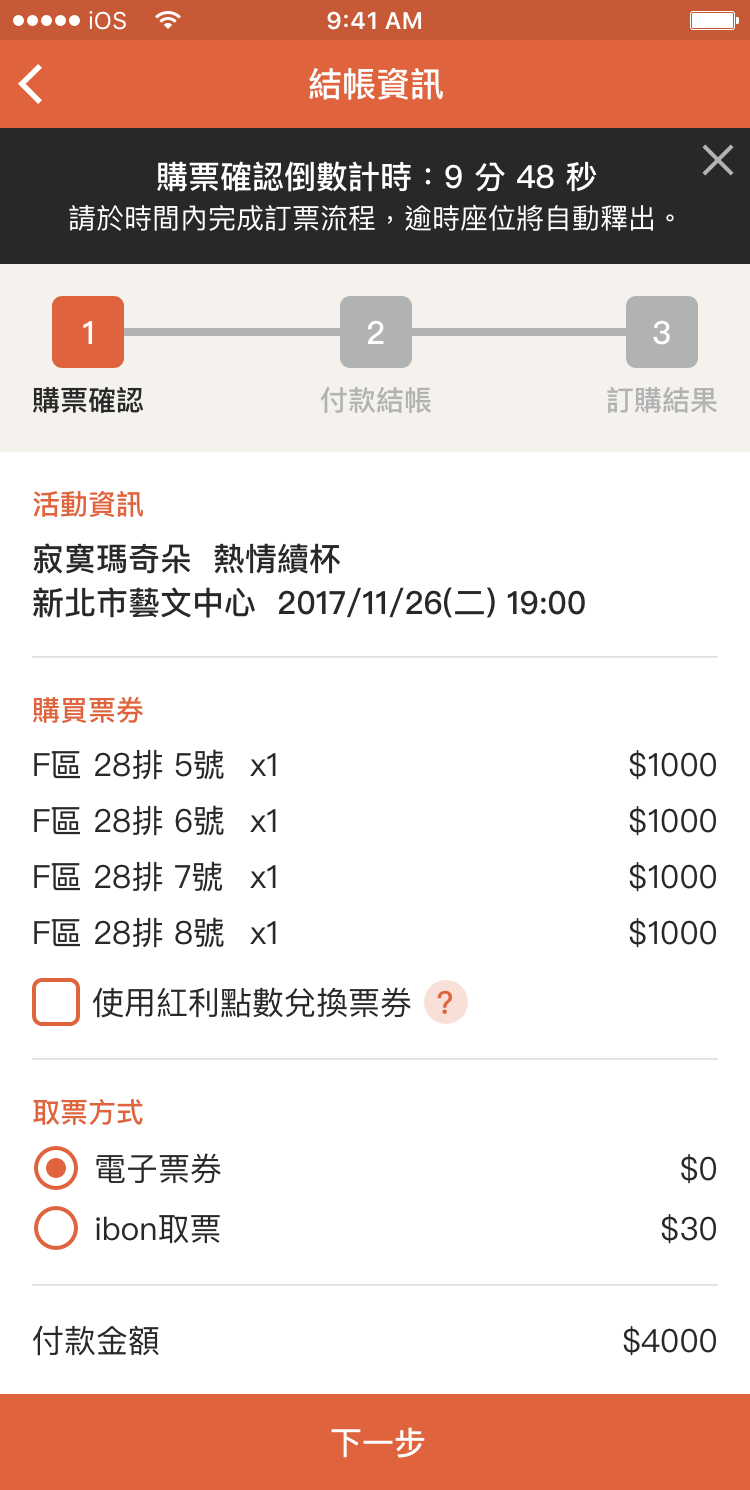 iOS 9:41 AM
結帳資訊
購票確認倒數計時：9 分 48 秒
請於時間內完成訂票流程，逾時座位將自動釋出。
1 2 3
購票確認 付款結帳 訂購結果
活動資訊
寂寞瑪奇朵 熱情續杯
新北市藝文中心 2017/11/26(二) 19:00
購買票券
F區 28排 5號 x1 $1000
F區 28排 6號 x1 $1000
F區 28排 7號 x1 $1000
F區 28排 8號 x1 $1000
使用紅利點數兌換票券 ?
取票方式
電子票券 $0
ibon取票 $30
付款金額 $4000
下一步